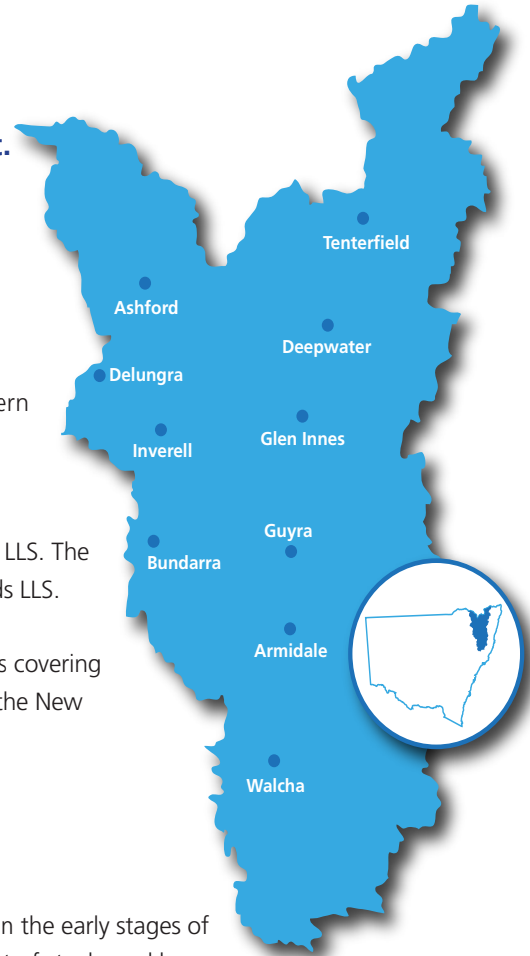 Tenterfield
Ashford
Deepwater
Delungra
ern
Glen Innes
Inverell
Guyra
LLS. The
Bundarra
ds LLS.
Armidale
s covering
the New
Walcha
n the early stages of